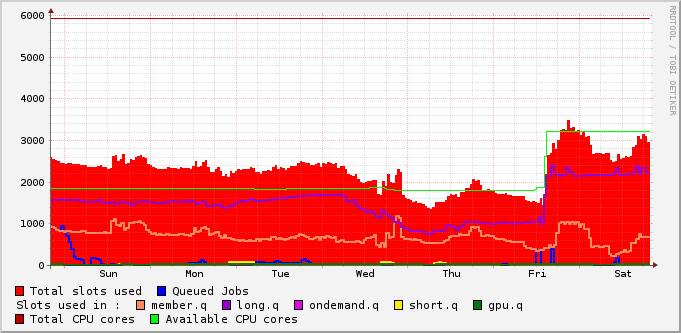 6000
5000
4000
3000
2000
1000
0
Sun Mon Tue Wed Thu Fri Sat
RRDTOOL / TOBI OETIKER
Total slots used Queued Jobs
Slots used in : member.q long.q ondemand.q short.q gpu.q
Total CPU cores Available CPU cores